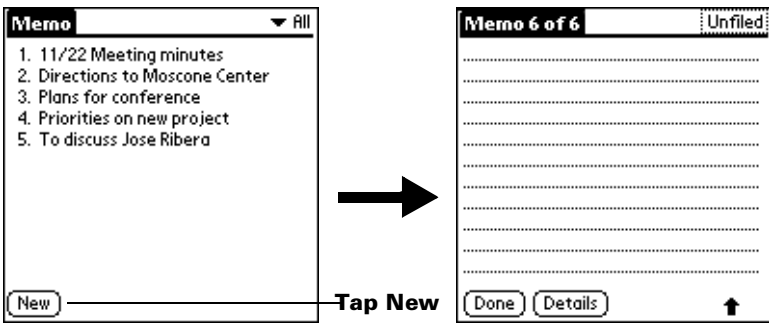 Memo All
1. 11/22 Meeting minutes
2. Directions to Moscone Center
3. Plans for conference
4. Priorities on new project
5. To discuss Jose Ribera
New
Tap New
Memo 6 of 6 Unfiled
Done Details